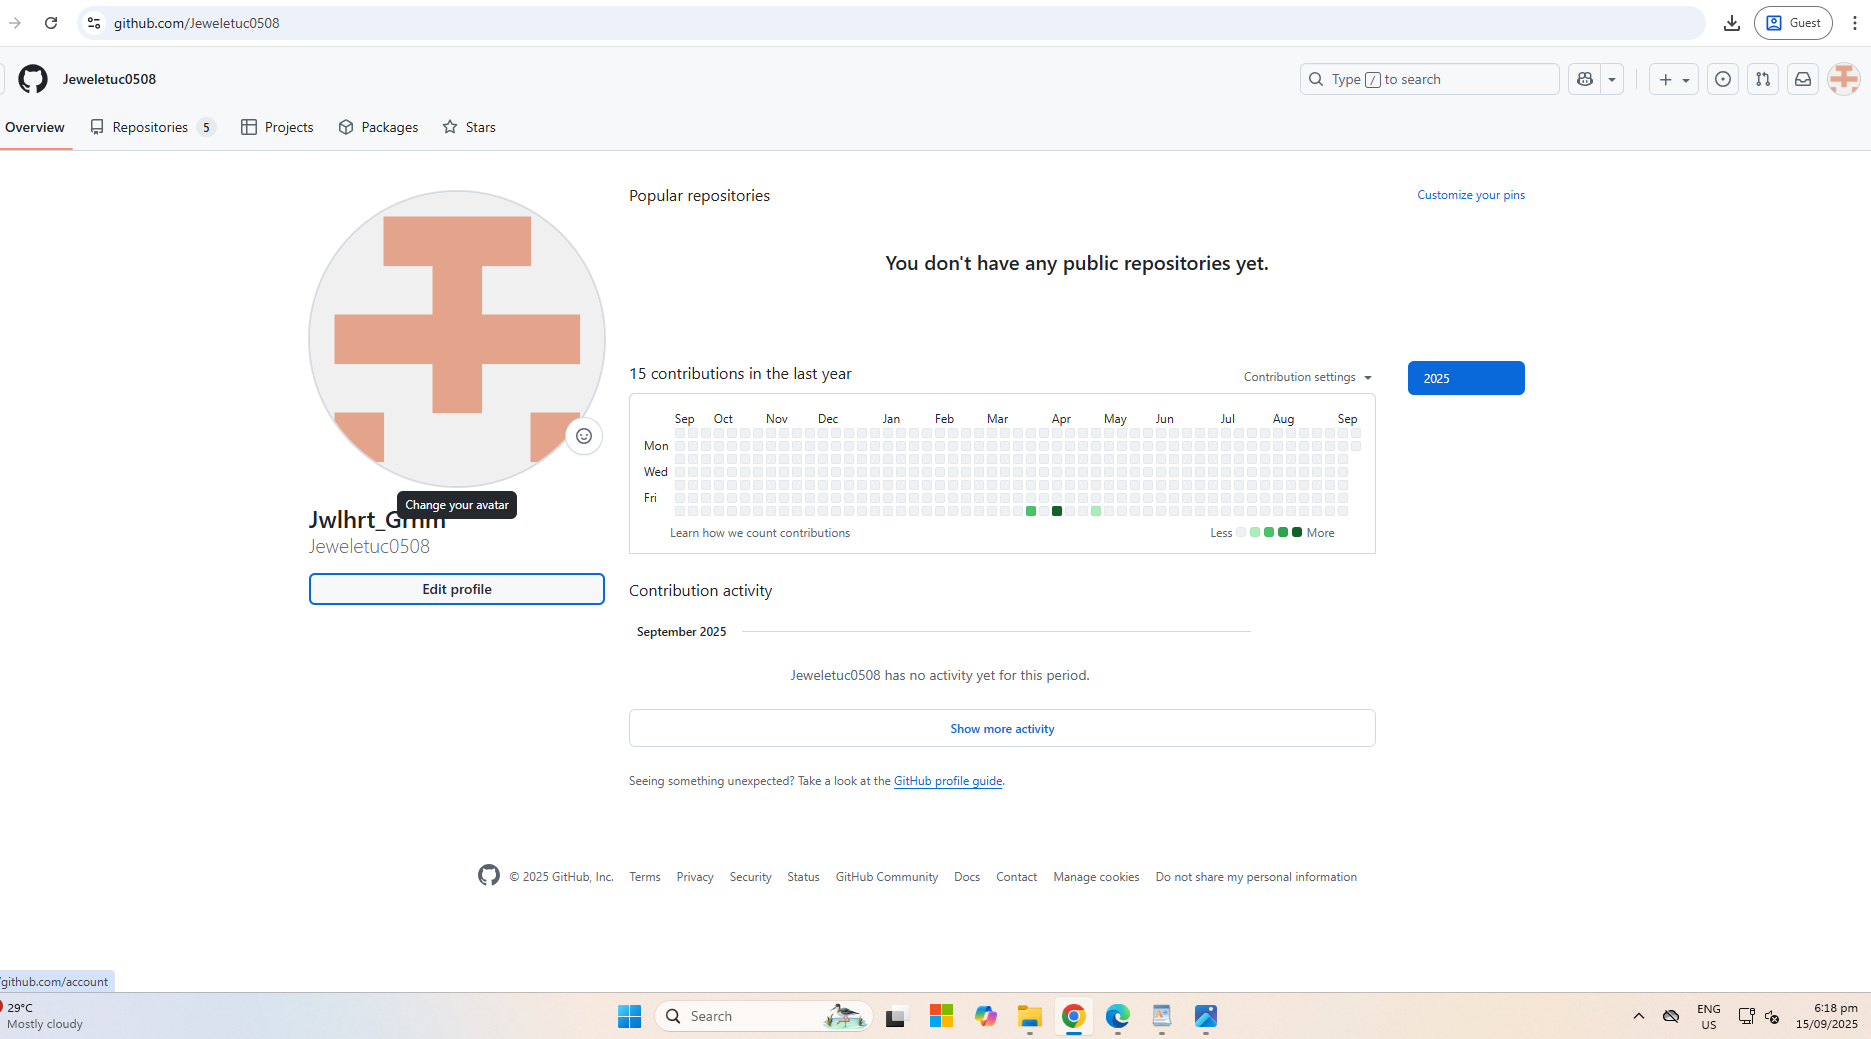 github.com/Jeweletuc0508
Guest
Jeweletuc0508
Type / to search
Overview
Repositories 5
Projects
Packages
Stars
Popular repositories
Customize your pins
You don't have any public repositories yet.
15 contributions in the last year
Contribution settings
2025
Sep Oct Nov Dec Jan Feb Mar Apr May Jun Jul Aug Sep
Mon
Wed
Fri
Learn how we count contributions
Less
More
Change your avatar
Jwlhrt_Grhm
Jeweletuc0508
Edit profile
Contribution activity
September 2025
Jeweletuc0508 has no activity yet for this period.
Show more activity
Seeing something unexpected? Take a look at the GitHub profile guide.
© 2025 GitHub, Inc. Terms Privacy Security Status GitHub Community Docs Contact Manage cookies Do not share my personal information
/github.com/account
29°C
Mostly cloudy
Search
ENG
US
6:18 pm
15/09/2025